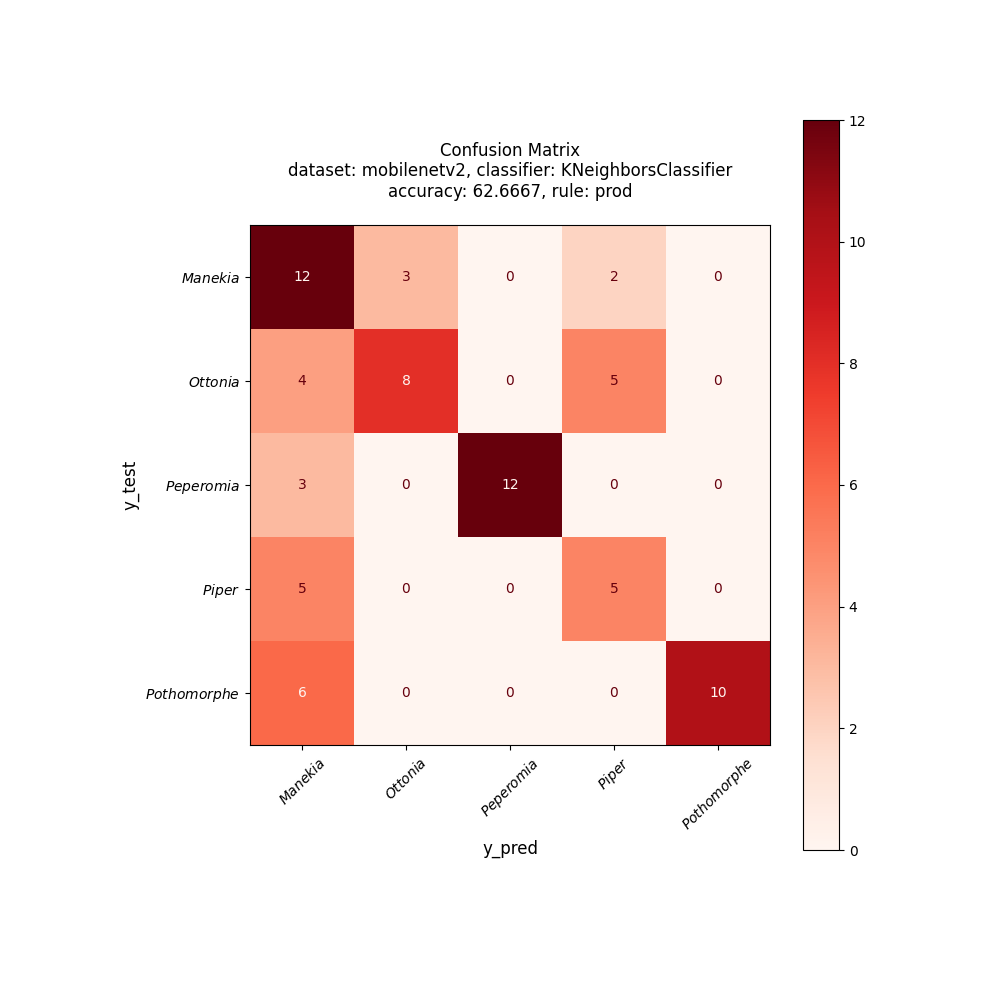 Confusion Matrix
dataset: mobilenetv2, classifier: KNeighborsClassifier
accuracy: 62.6667, rule: prod
y_test
Manekia 12 3 0 2 0
Ottonia 4 8 0 5 0
Peperomia 3 0 12 0 0
Piper 5 0 0 5 0
Pothomorphe 6 0 0 0 10
Manekia Ottonia Peperomia Piper Pothomorphe
y_pred
12
10
8
6
4
2
0